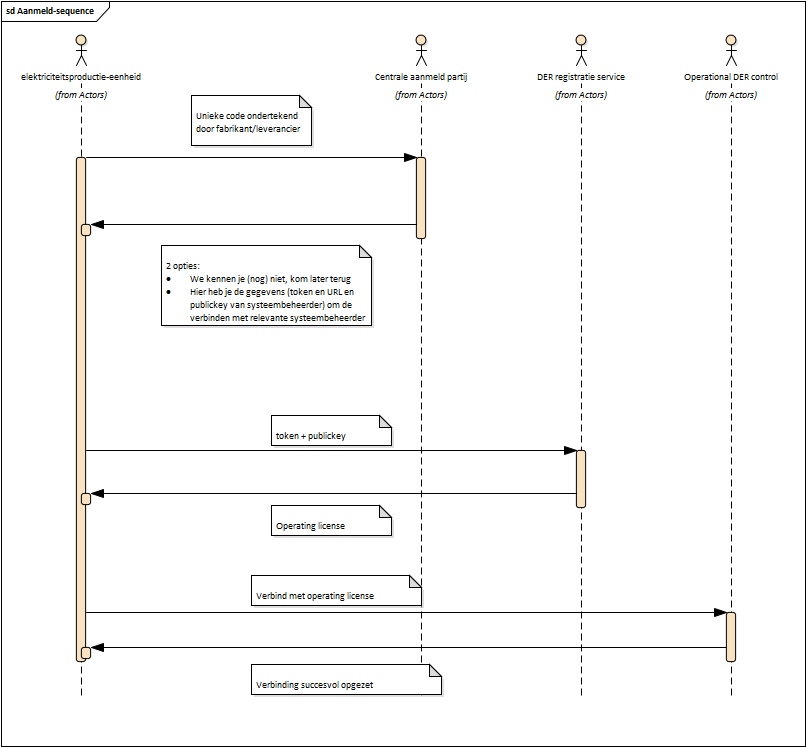 sd Aanmeld-sequence
elektriciteitsproductie-eenheid
(from Actors)
Centrale aanmeld partij
(from Actors)
DER registratie service
(from Actors)
Operational DER control
(from Actors)
Unieke code ondertekend
door fabrikant/leverancier
2 opties:
• We kennen je (nog) niet, kom later terug
• Hier heb je de gegevens (token en URL en
publickey van systeembeheerder) om de
verbinden met relevante systeembeheerder
token + publickey
Operating license
Verbind met operating license
Verbinding succesvol opgezet